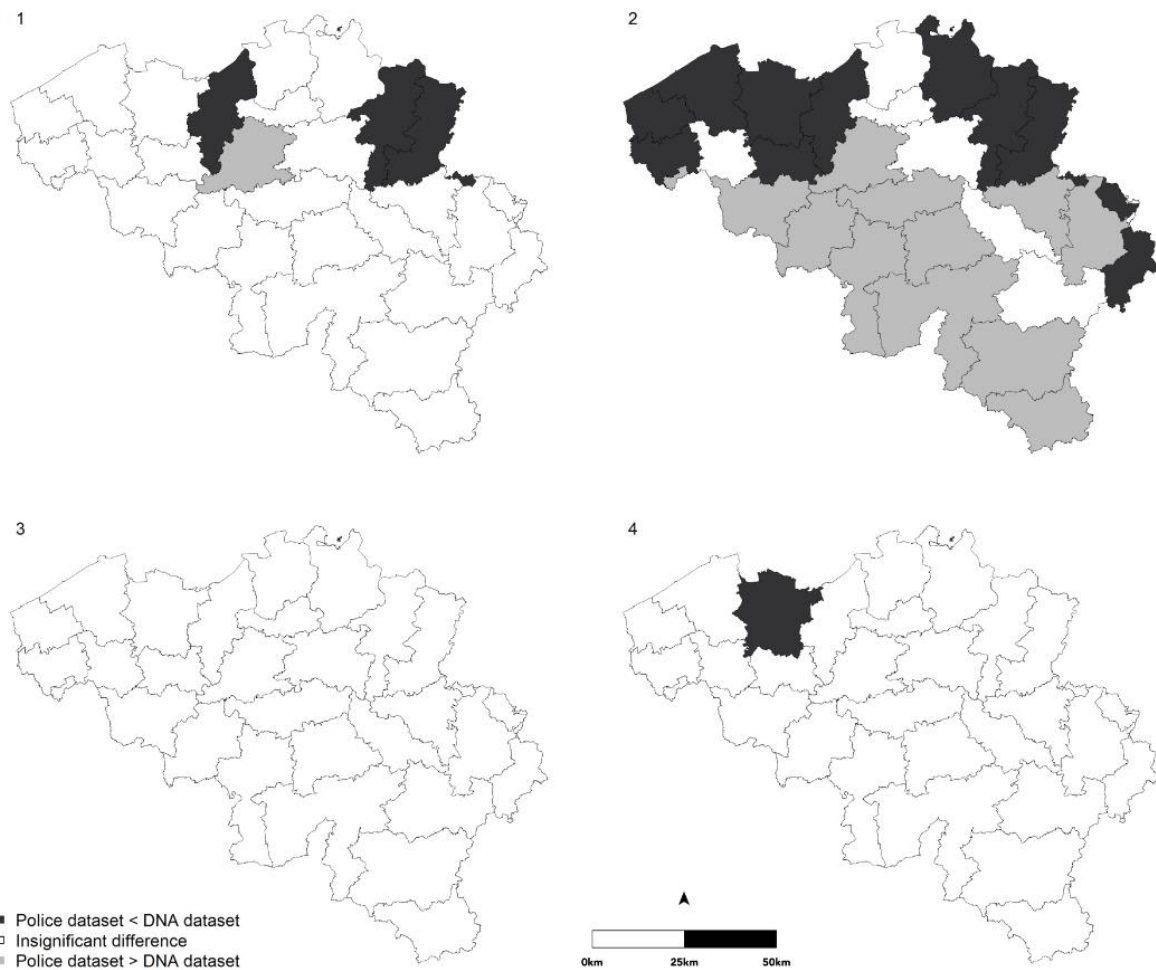 1
2
3
4
Police dataset < DNA dataset
Insignificant difference
Police dataset > DNA dataset
0km 25km 50km